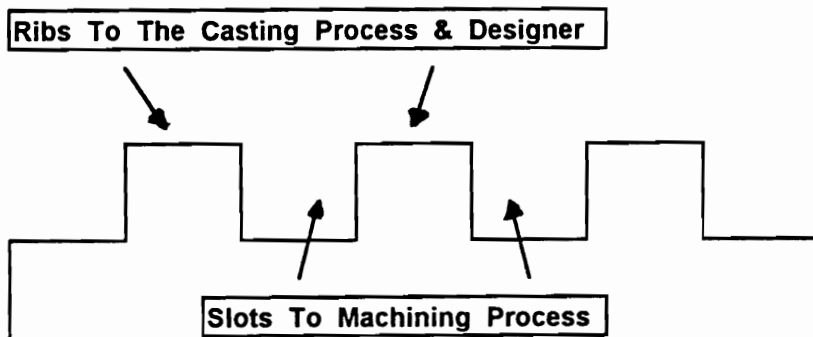 Ribs To The Casting Process & Designer
Slots To Machining Process